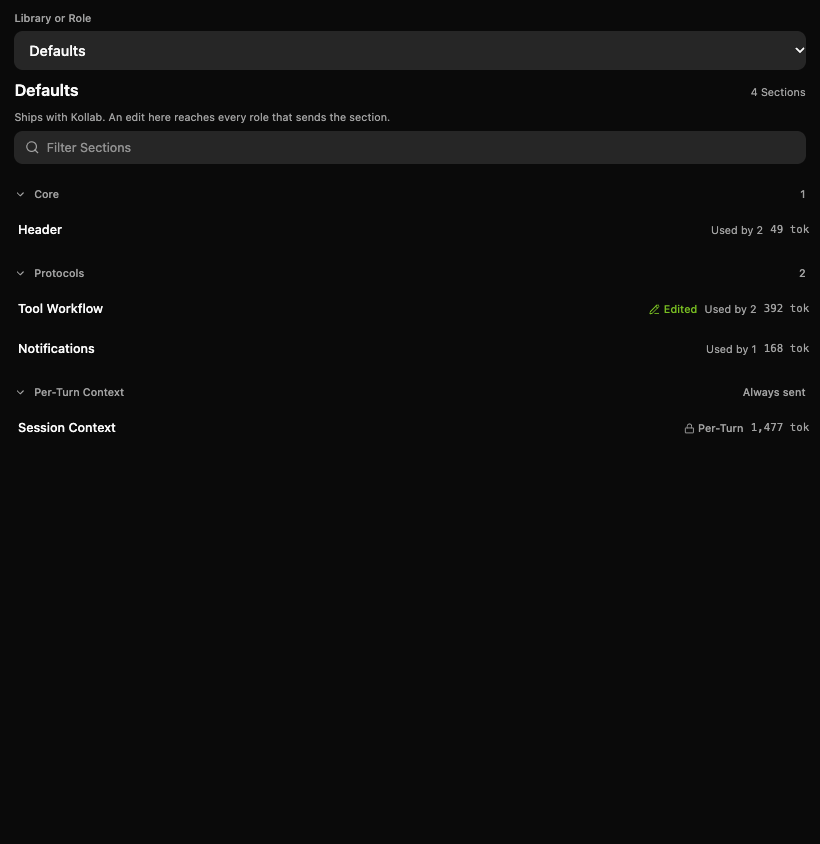 Library or Role
Defaults
Defaults
4 Sections
Ships with Kollab. An edit here reaches every role that sends the section.
Filter Sections
Core 1
Header Used by 2 49 tok
Protocols 2
Tool Workflow Edited Used by 2 392 tok
Notifications Used by 1 168 tok
Per-Turn Context Always sent
Session Context Per-Turn 1,477 tok